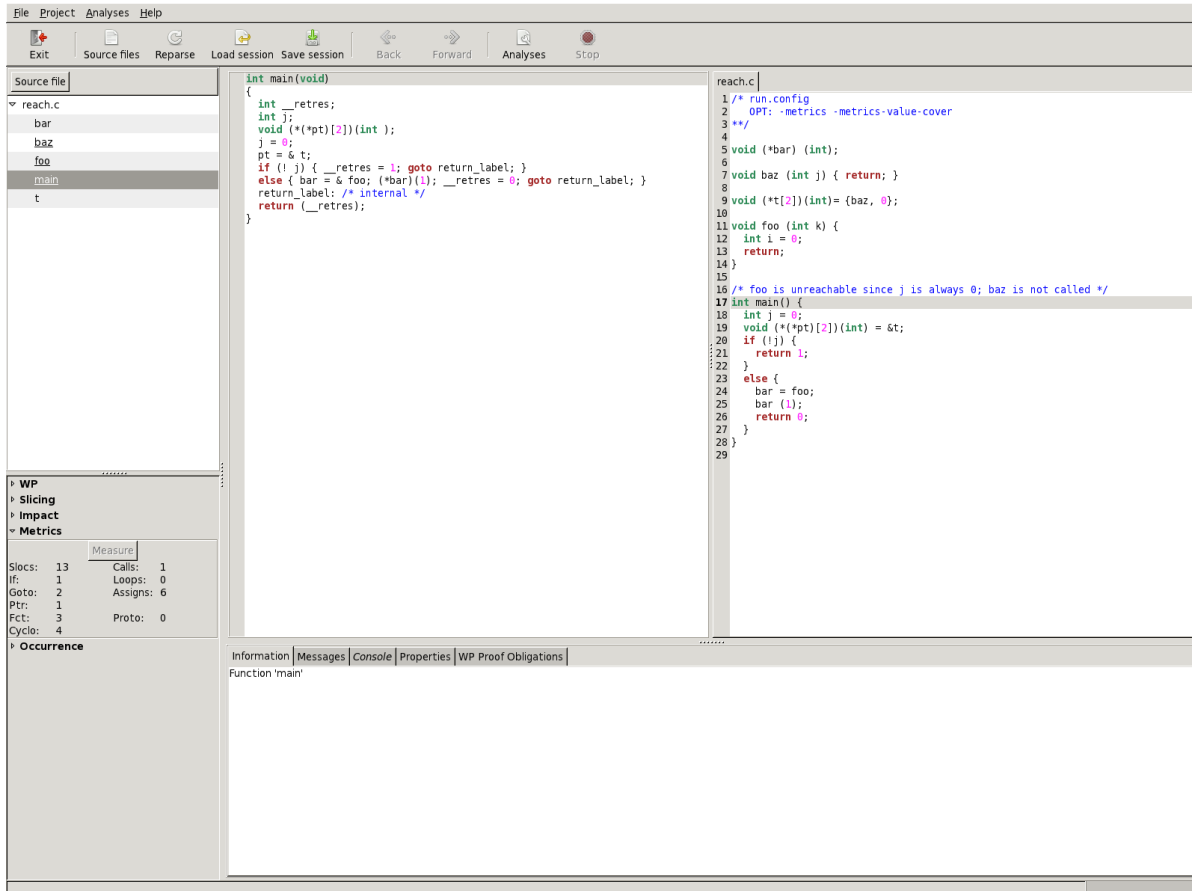 File Project Analyses Help
Exit Source files Reparse Load session Save session Back Forward Analyses Stop
Source file
reach.c
bar
baz
foo
main
t
int main(void)
{
  int __retres;
  int j;
  void (*(*pt)[2])(int );
  j = 0;
  pt = & t;
  if (! j) { __retres = 1; goto return_label; }
  else { bar = & foo; (*bar)(1); __retres = 0; goto return_label; }
  return_label: /* internal */
  return (__retres);
}
reach.c
1 /* run.config
2    OPT: -metrics -metrics-value-cover
3 **/
4
5 void (*bar) (int);
6
7 void baz (int j) { return; }
8
9 void (*t[2])(int)= {baz, 0};
10
11 void foo (int k) {
12   int i = 0;
13   return;
14 }
15
16 /* foo is unreachable since j is always 0; baz is not called */
17 int main() {
18   int j = 0;
19   void (*(*pt)[2])(int) = &t;
20   if (!j) {
21     return 1;
22   }
23   else {
24     bar = foo;
25     bar (1);
26     return 0;
27   }
28 }
29
WP
Slicing
Impact
Metrics
Measure
Slocs: 13 Calls: 1
If: 1 Loops: 0
Goto: 2 Assigns: 6
Ptr: 1
Fct: 3 Proto: 0
Cyclo: 4
Occurrence
Information Messages Console Properties WP Proof Obligations
Function 'main'